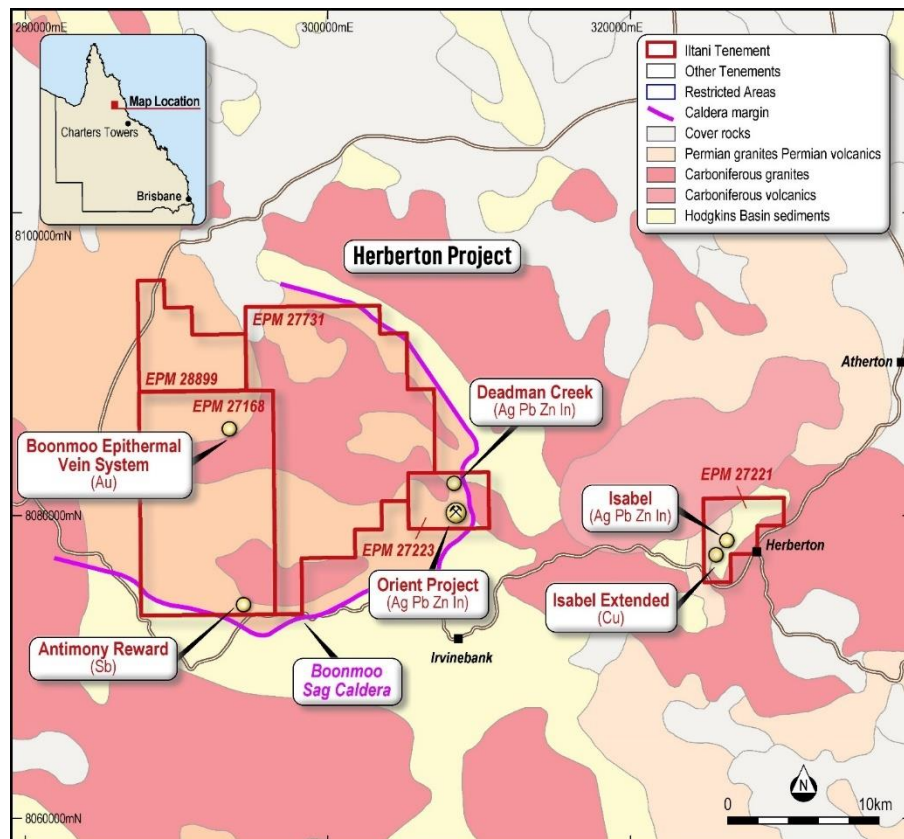 280000mE
300000mE
320000mE
Map Location
Charters Towers
Brisbane
Iltani Tenement
Other Tenements
Restricted Areas
Caldera margin
Cover rocks
Permian granites Permian volcanics
Carboniferous granites
Carboniferous volcanics
Hodgkins Basin sediments
8100000mN
Herberton Project
EPM 27731
Atherton
EPM 28899
EPM 27168
Deadman Creek
(Ag Pb Zn In)
Boonmoo Epithermal
Vein System
(Au)
EPM 27221
Isabel
(Ag Pb Zn In)
8080000mN
EPM 27223
Herberton
Orient Project
(Ag Pb Zn In)
Isabel Extended
(Cu)
Antimony Reward
(Sb)
Irvinebank
Boonmoo
Sag Caldera
N
0
10km
8060000mN